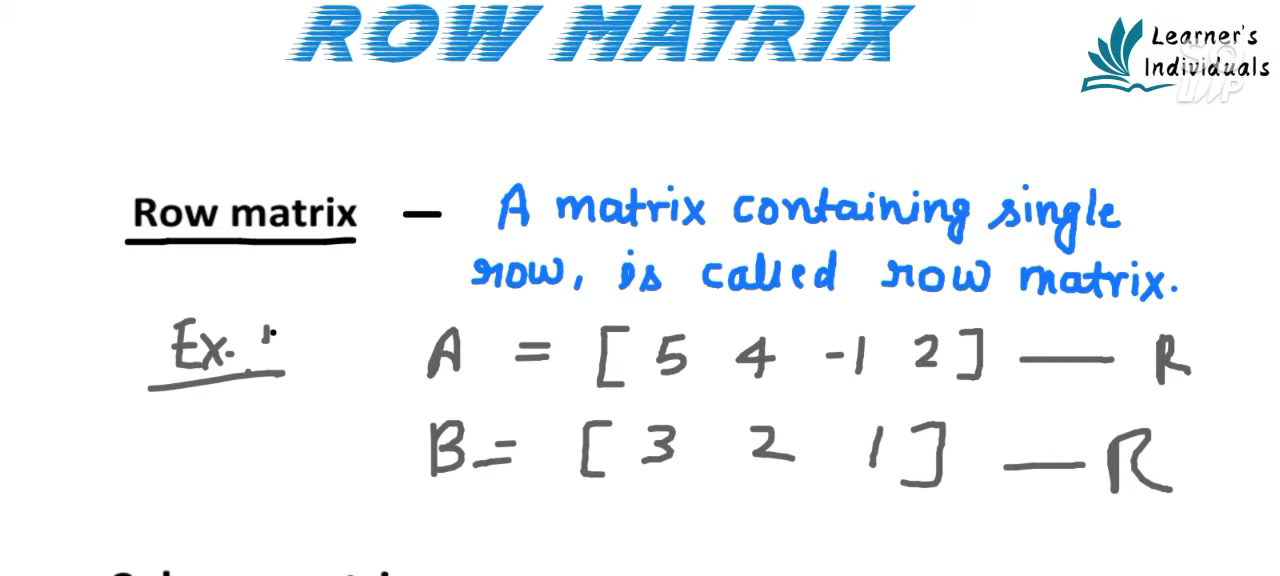 ROW MATRIX
Learner's
Individuals
Row matrix — A matrix containing single
row, is called row matrix.
Ex.
A = [ 5 4 -1 2 ] — R
B = [ 3 2 1 ] — R